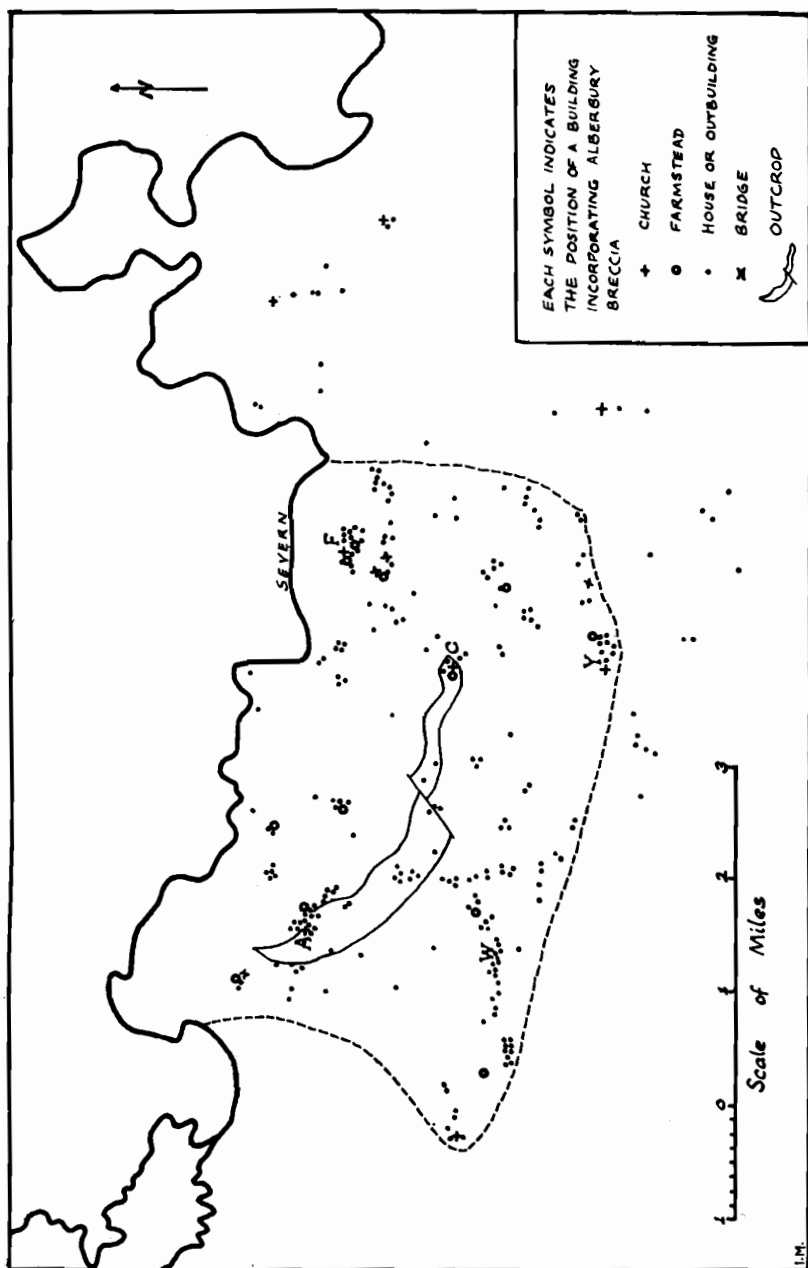 N
SEVERN
F
A
C
W
Y
EACH SYMBOL INDICATES
THE POSITION OF A BUILDING
INCORPORATING ALBERBURY
BRECCIA
+ CHURCH
o FARMSTEAD
• HOUSE OR OUTBUILDING
x BRIDGE
OUTCROP
1 0 1 2 3
Scale of Miles
I.M.